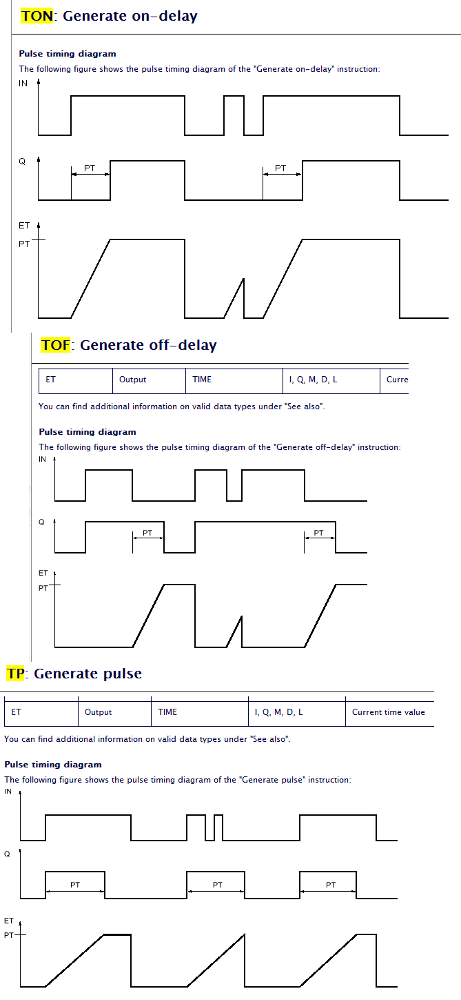 TON: Generate on-delay
Pulse timing diagram
The following figure shows the pulse timing diagram of the "Generate on-delay" instruction:
IN
Q
PT
PT
ET
PT
TOF: Generate off-delay
ET Output TIME I, Q, M, D, L Curre
You can find additional information on valid data types under "See also".
Pulse timing diagram
The following figure shows the pulse timing diagram of the "Generate off-delay" instruction:
IN
Q
PT
PT
ET
PT
TP: Generate pulse
ET Output TIME I, Q, M, D, L Current time value
You can find additional information on valid data types under "See also".
Pulse timing diagram
The following figure shows the pulse timing diagram of the "Generate pulse" instruction:
IN
Q
PT
PT
PT
ET
PT